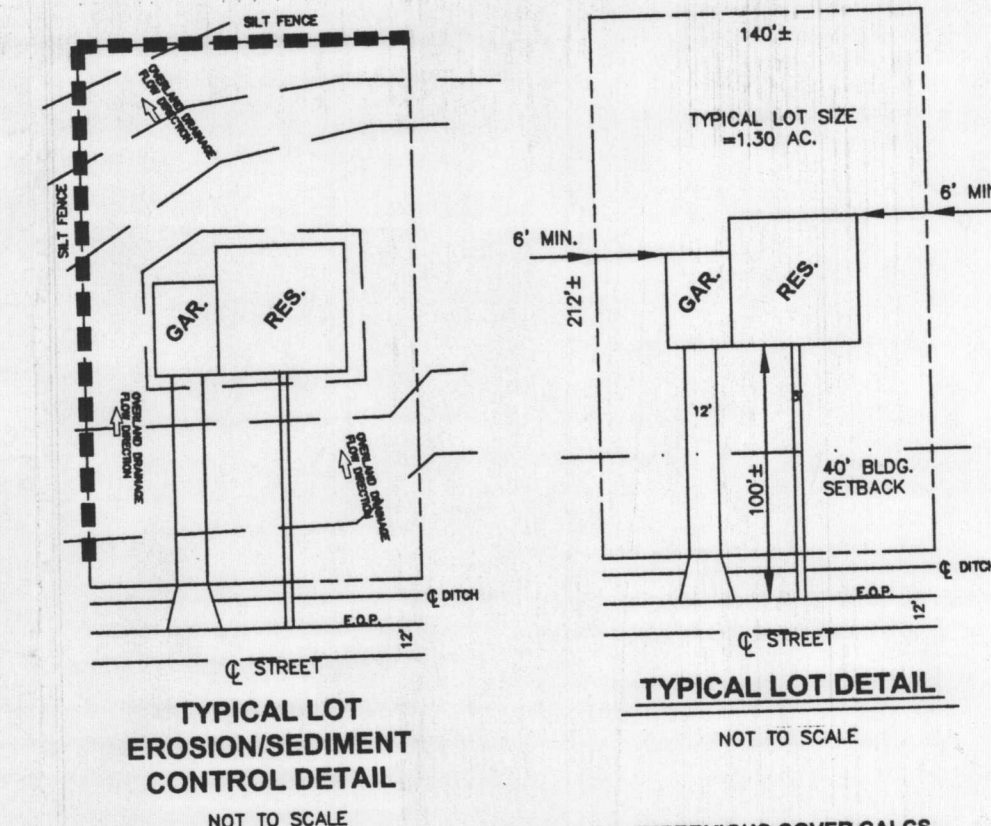 SILT FENCE
OVERLAND DRAINAGE
FLOW DIRECTION
SILT FENCE
GAR.
RES.
OVERLAND DRAINAGE
FLOW DIRECTION
OVERLAND DRAINAGE
FLOW DIRECTION
℄ DITCH
E.O.P.
12'
℄ STREET
TYPICAL LOT
EROSION/SEDIMENT
CONTROL DETAIL
NOT TO SCALE
140'±
TYPICAL LOT SIZE
=1.30 AC.
6' MIN
6' MIN.
212'±
GAR.
RES.
12'
100'±
40' BLDG.
SETBACK
℄ DITCH
E.O.P.
12'
℄ STREET
TYPICAL LOT DETAIL
NOT TO SCALE